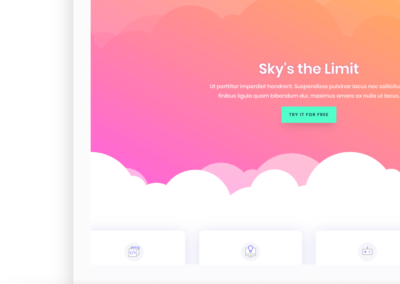 Sky's the Limit
Ut porttitor imperdiet hendrerit. Suspendisse pulvinar lacus nec sollicitu
finibus ligula quam bibendum dui, maximus ornare ex nulla ut lacus.
TRY IT FOR FREE